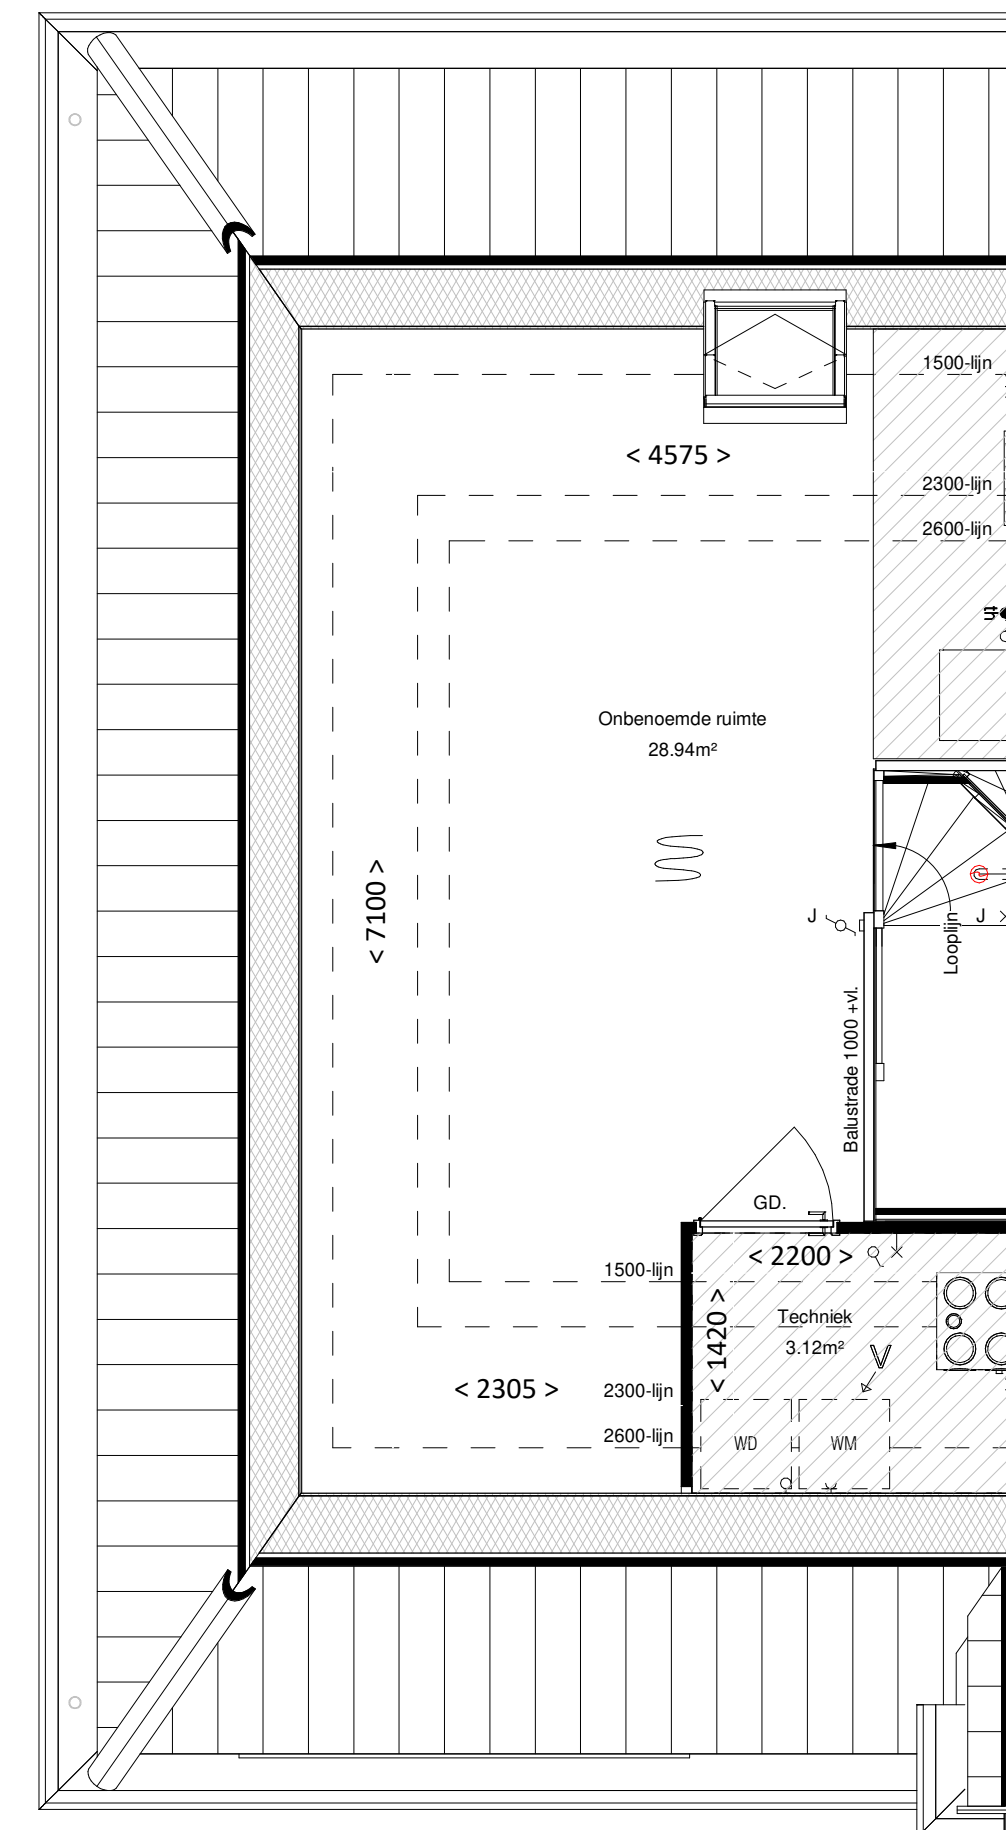 1500-lijn
< 4575 >
2300-lijn
2600-lijn
th
Onbenoemde ruimte
28.94m²
< 7100 >
J
J
Looplijn
Balustrade 1000 +vl.
GD.
< 2200 >
1500-lijn
< 1420 >
Techniek
3.12m²
V
< 2305 >
2300-lijn
2600-lijn
WD
WM